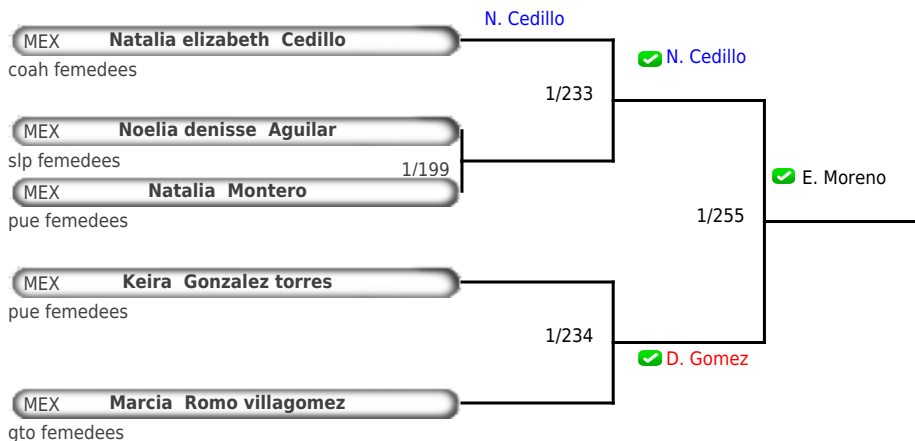 N. Cedillo
MEX Natalia elizabeth Cedillo
coah femedees
N. Cedillo
1/233
MEX Noelia denisse Aguilar
slp femedees
1/199
MEX Natalia Montero
pue femedees
E. Moreno
1/255
MEX Keira Gonzalez torres
pue femedees
1/234
D. Gomez
MEX Marcia Romo villagomez
gto femedees